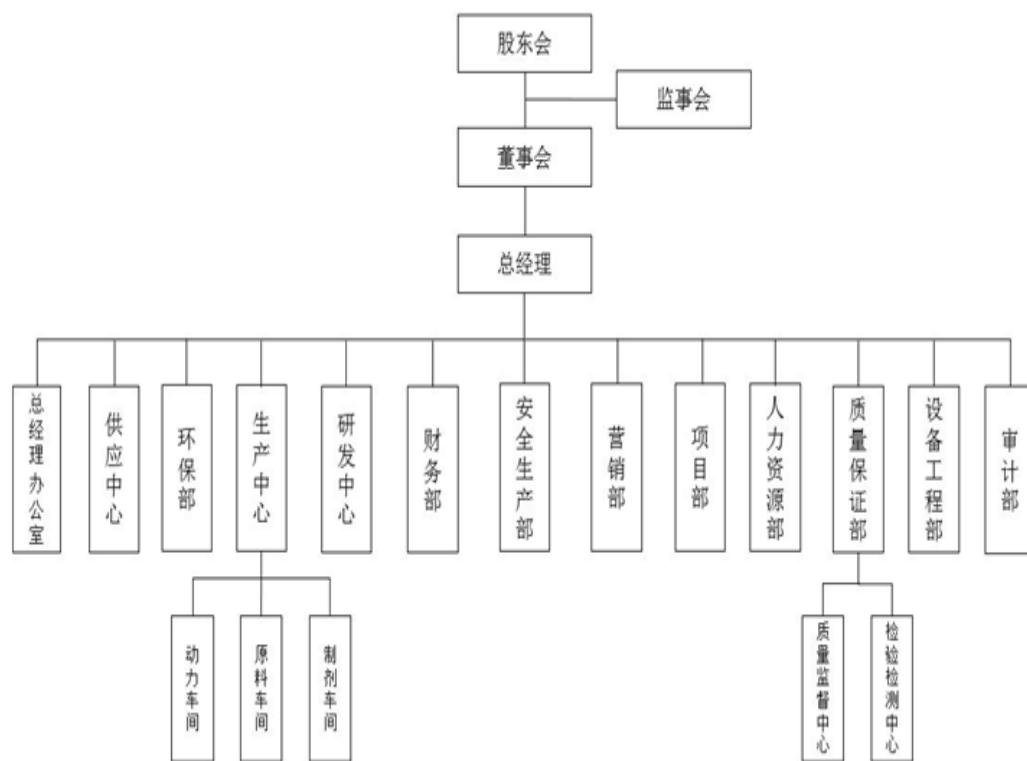 股东会
监事会
董事会
总经理
总经理办公室
供应中心
环保部
生产中心
研发中心
财务部
安全生产部
营销部
项目部
人力资源部
质量保证部
设备工程部
审计部
动力车间
原料车间
制剂车间
质量监督中心
检验检测中心